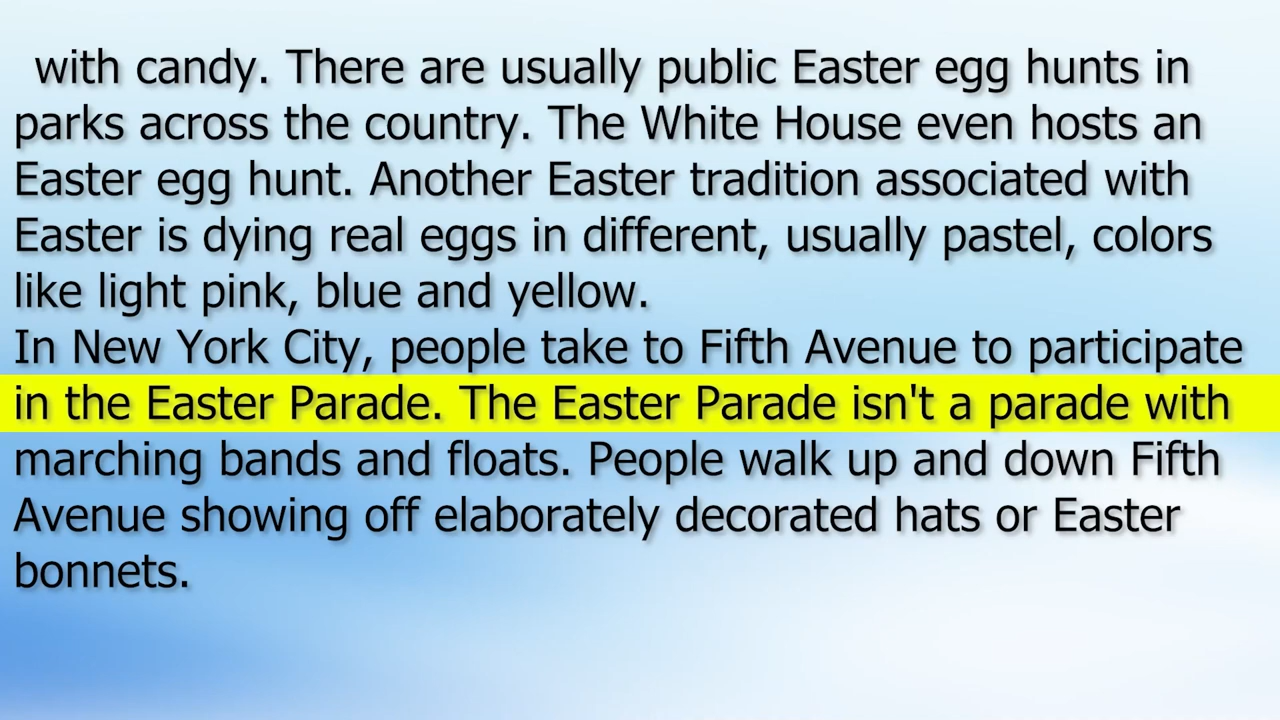 with candy. There are usually public Easter egg hunts in
parks across the country. The White House even hosts an
Easter egg hunt. Another Easter tradition associated with
Easter is dying real eggs in different, usually pastel, colors
like light pink, blue and yellow.
In New York City, people take to Fifth Avenue to participate
in the Easter Parade. The Easter Parade isn't a parade with
marching bands and floats. People walk up and down Fifth
Avenue showing off elaborately decorated hats or Easter
bonnets.